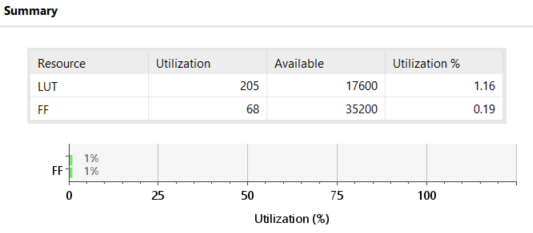 Summary
Resource Utilization Available Utilization %
LUT 205 17600 1.16
FF 68 35200 0.19
1%
FF 1%
0 25 50 75 100
Utilization (%)